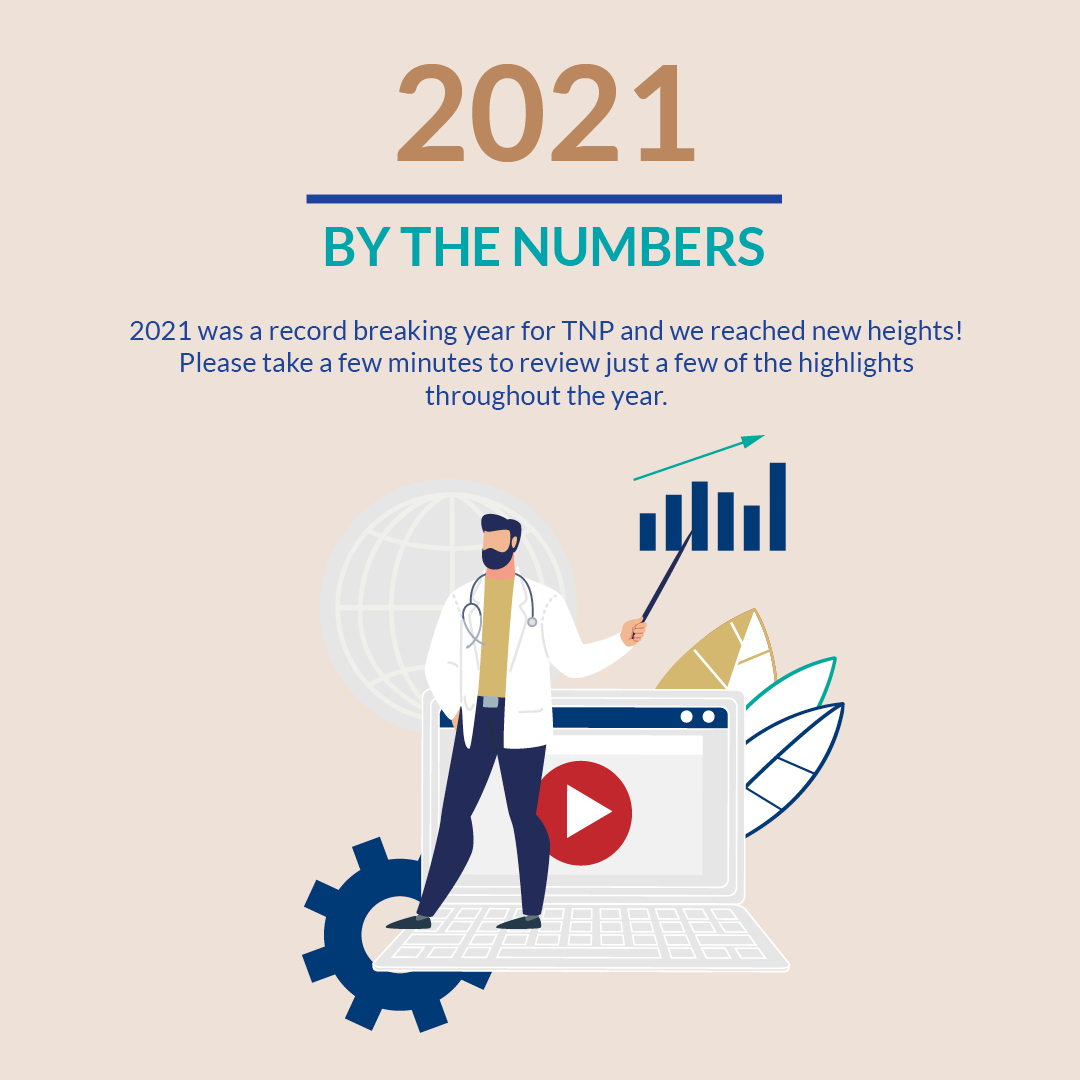 2021
BY THE NUMBERS
2021 was a record breaking year for TNP and we reached new heights!
Please take a few minutes to review just a few of the highlights
throughout the year.